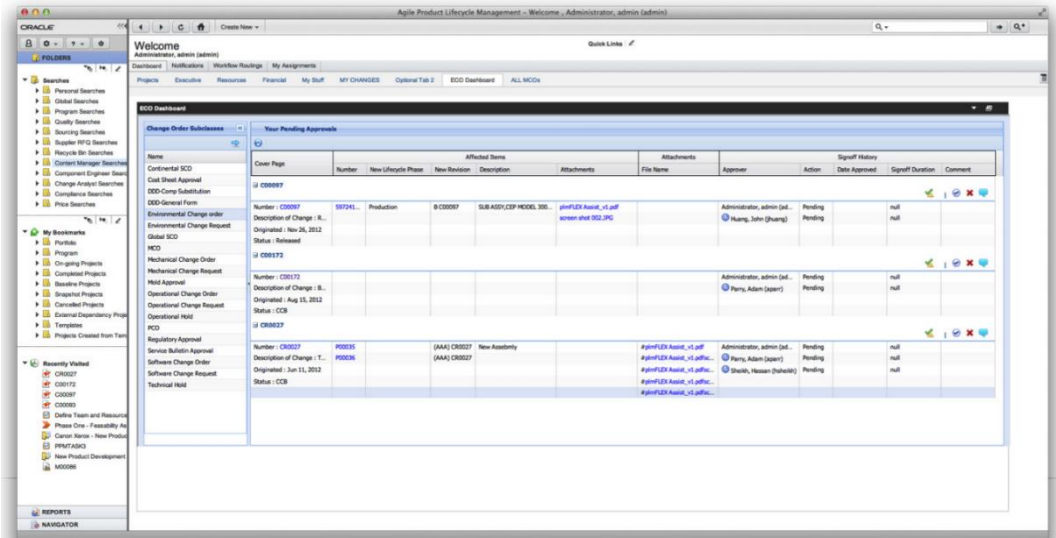 Agile Product Lifecycle Management - Welcome , Administrator, admin (admin)
ORACLE
Create New
Welcome
Administrator, admin (admin)
Quick Links
Dashboard Notifications Workflow Routings My Assignments
Projects Executive Resources Financial My Stuff MY CHANGES Optional Tab 2 ECO Dashboard ALL MCOs
FOLDERS
Searches
Personal Searches
Global Searches
Program Searches
Quality Searches
Sourcing Searches
Supplier RFQ Searches
Recycle Bin Searches
Content Manager Searches
Component Engineer Searc
Change Analyst Searches
Compliance Searches
Price Searches
My Bookmarks
Portfolio
Program
On-going Projects
Completed Projects
Baseline Projects
Snapshot Projects
Cancelled Projects
External Dependency Proje
Templates
Projects Created from Tem
Recently Visited
CR0027
C00172
C00097
C00093
Define Team and Resource
Phase One - Feasability As
Canon Xerox - New Produc
PPMTASK3
New Product Development
M00086
REPORTS
NAVIGATOR
ECO Dashboard
Change Order Subclasses
Name
Continental SCO
Cost Sheet Approval
DDD-Comp Substitution
DDD-General Form
Environmental Change order
Environmental Change Request
Global SCO
MCO
Mechanical Change Order
Mechanical Change Request
Mold Approval
Operational Change Order
Operational Change Request
Operational Hold
PCO
Regulatory Approval
Service Bulletin Approval
Software Change Order
Software Change Request
Technical Hold
Your Pending Approvals
Cover Page Affected Items Attachments Signoff History
Number New Lifecycle Phase New Revision Description Attachments File Name Approver Action Date Approved Signoff Duration Comment
C00097
Number : C00097 597241... Production B C00097 SUB ASSY,CEP MODEL 300... plmFLEX Assist_v1.pdf Administrator, admin (ad... Pending null
Description of Change : R... screen shot 002.JPG Huang, John (jhuang) Pending null
Originated : Nov 26, 2012
Status : Released
C00172
Number : C00172 Administrator, admin (ad... Pending null
Description of Change : B... Perry, Adam (aperr) Pending null
Originated : Aug 15, 2012
Status : CCB
CR0027
Number : CR0027 P00035 (AAA) CR0027 New Assebmly #plmFLEX Assist_v1.pdf Administrator, admin (ad... Pending null
Description of Change : T... P00036 (AAA) CR0027 #plmFLEX Assist_v1.pdfsc... Perry, Adam (aperr) Pending null
Originated : Jun 11, 2012 #plmFLEX Assist_v1.pdfsc... Sheikh, Hassan (hsheikh) Pending null
Status : CCB #plmFLEX Assist_v1.pdfsc...
#plmFLEX Assist_v1.pdfsc...